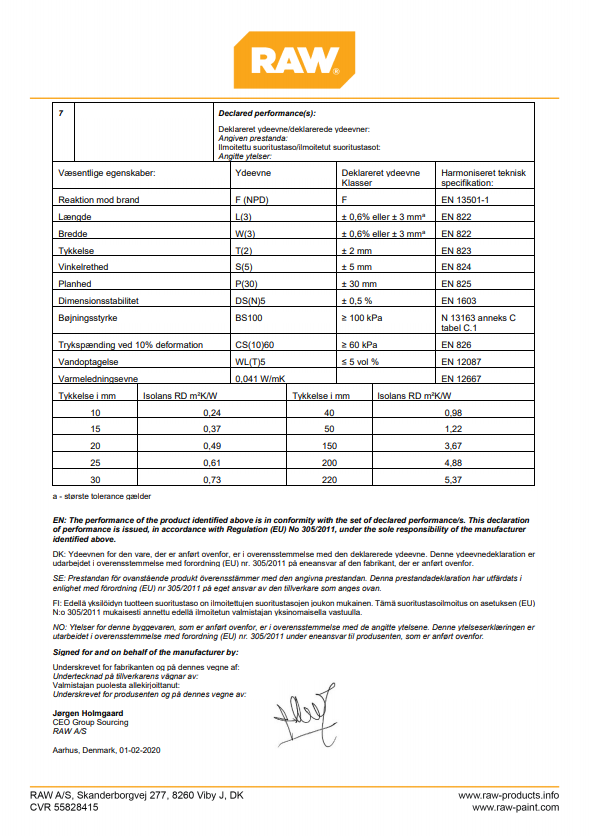 RAW®
7
Declared performance(s):
Deklareret ydeevne/deklarerede ydeevner:
Angiven prestanda:
Ilmoitettu suoritustaso/ilmoitetut suoritustasot:
Angitte ytelser:
Væsentlige egenskaber: Ydeevne Deklareret ydeevne Klasser Harmoniseret teknisk specifikation:
Reaktion mod brand F (NPD) F EN 13501-1
Længde L(3) ± 0,6% eller ± 3 mmª EN 822
Bredde W(3) ± 0,6% eller ± 3 mmª EN 822
Tykkelse T(2) ± 2 mm EN 823
Vinkelrethed S(5) ± 5 mm EN 824
Planhed P(30) ± 30 mm EN 825
Dimensionsstabilitet DS(N)5 ± 0,5 % EN 1603
Bøjningsstyrke BS100 ≥ 100 kPa N 13163 anneks C tabel C.1
Trykspænding ved 10% deformation CS(10)60 ≥ 60 kPa EN 826
Vandoptagelse WL(T)5 ≤ 5 vol % EN 12087
Varmeledningsevne 0,041 W/mK EN 12667
Tykkelse i mm Isolans RD m²K/W Tykkelse i mm Isolans RD m²K/W
10 0,24 40 0,98
15 0,37 50 1,22
20 0,49 150 3,67
25 0,61 200 4,88
30 0,73 220 5,37
a - største tolerance gælder
EN: The performance of the product identified above is in conformity with the set of declared performance/s. This declaration
of performance is issued, in accordance with Regulation (EU) No 305/2011, under the sole responsibility of the manufacturer
identified above.
DK: Ydeevnen for den vare, der er anført ovenfor, er i overensstemmelse med den deklarerede ydeevne. Denne ydeevnedeklaration er
udarbejdet i overensstemmelse med forordning (EU) nr. 305/2011 på eneansvar af den fabrikant, der er anført ovenfor.
SE: Prestandan för ovanstående produkt överensstämmer med den angivna prestandan. Denna prestandadeklaration har utfärdats i
enlighet med förordning (EU) nr 305/2011 på eget ansvar av den tillverkare som anges ovan.
FI: Edellä yksilöidyn tuotteen suoritustaso on ilmoitettujen suoritustasojen joukon mukainen. Tämä suoritustasoilmoitus on asetuksen (EU)
N:o 305/2011 mukaisesti annettu edellä ilmoitetun valmistajan yksinomaisella vastuulla.
NO: Ytelser for denne byggevaren, som er anført ovenfor, er i overensstemmelse med de angitte ytelsene. Denne ytelseserklæringen er
utarbeidet i overensstemmelse med forordning (EU) nr. 305/2011 under eneansvar til produsenten, som er anført ovenfor.
Signed for and on behalf of the manufacturer by:
Underskrevet for fabrikanten og på dennes vegne af:
Undertecknad på tillverkarens vägnar av:
Valmistajan puolesta allekirjoittanut:
Underskrevet for produsenten og på dennes vegne av:
Jørgen Holmgaard
CEO Group Sourcing
RAW A/S
Aarhus, Denmark, 01-02-2020
RAW A/S, Skanderborgvej 277, 8260 Viby J, DK www.raw-products.info
CVR 55828415 www.raw-paint.com